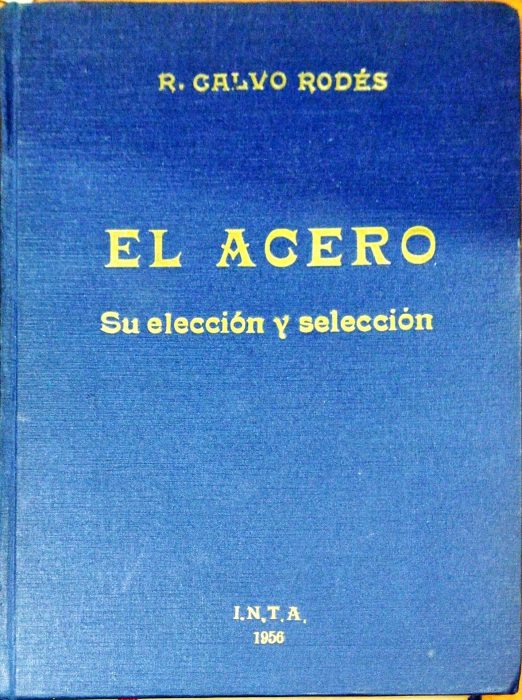 R. CALVO RODÉS
EL ACERO
Su elección y selección
I.N.T.A.
1956